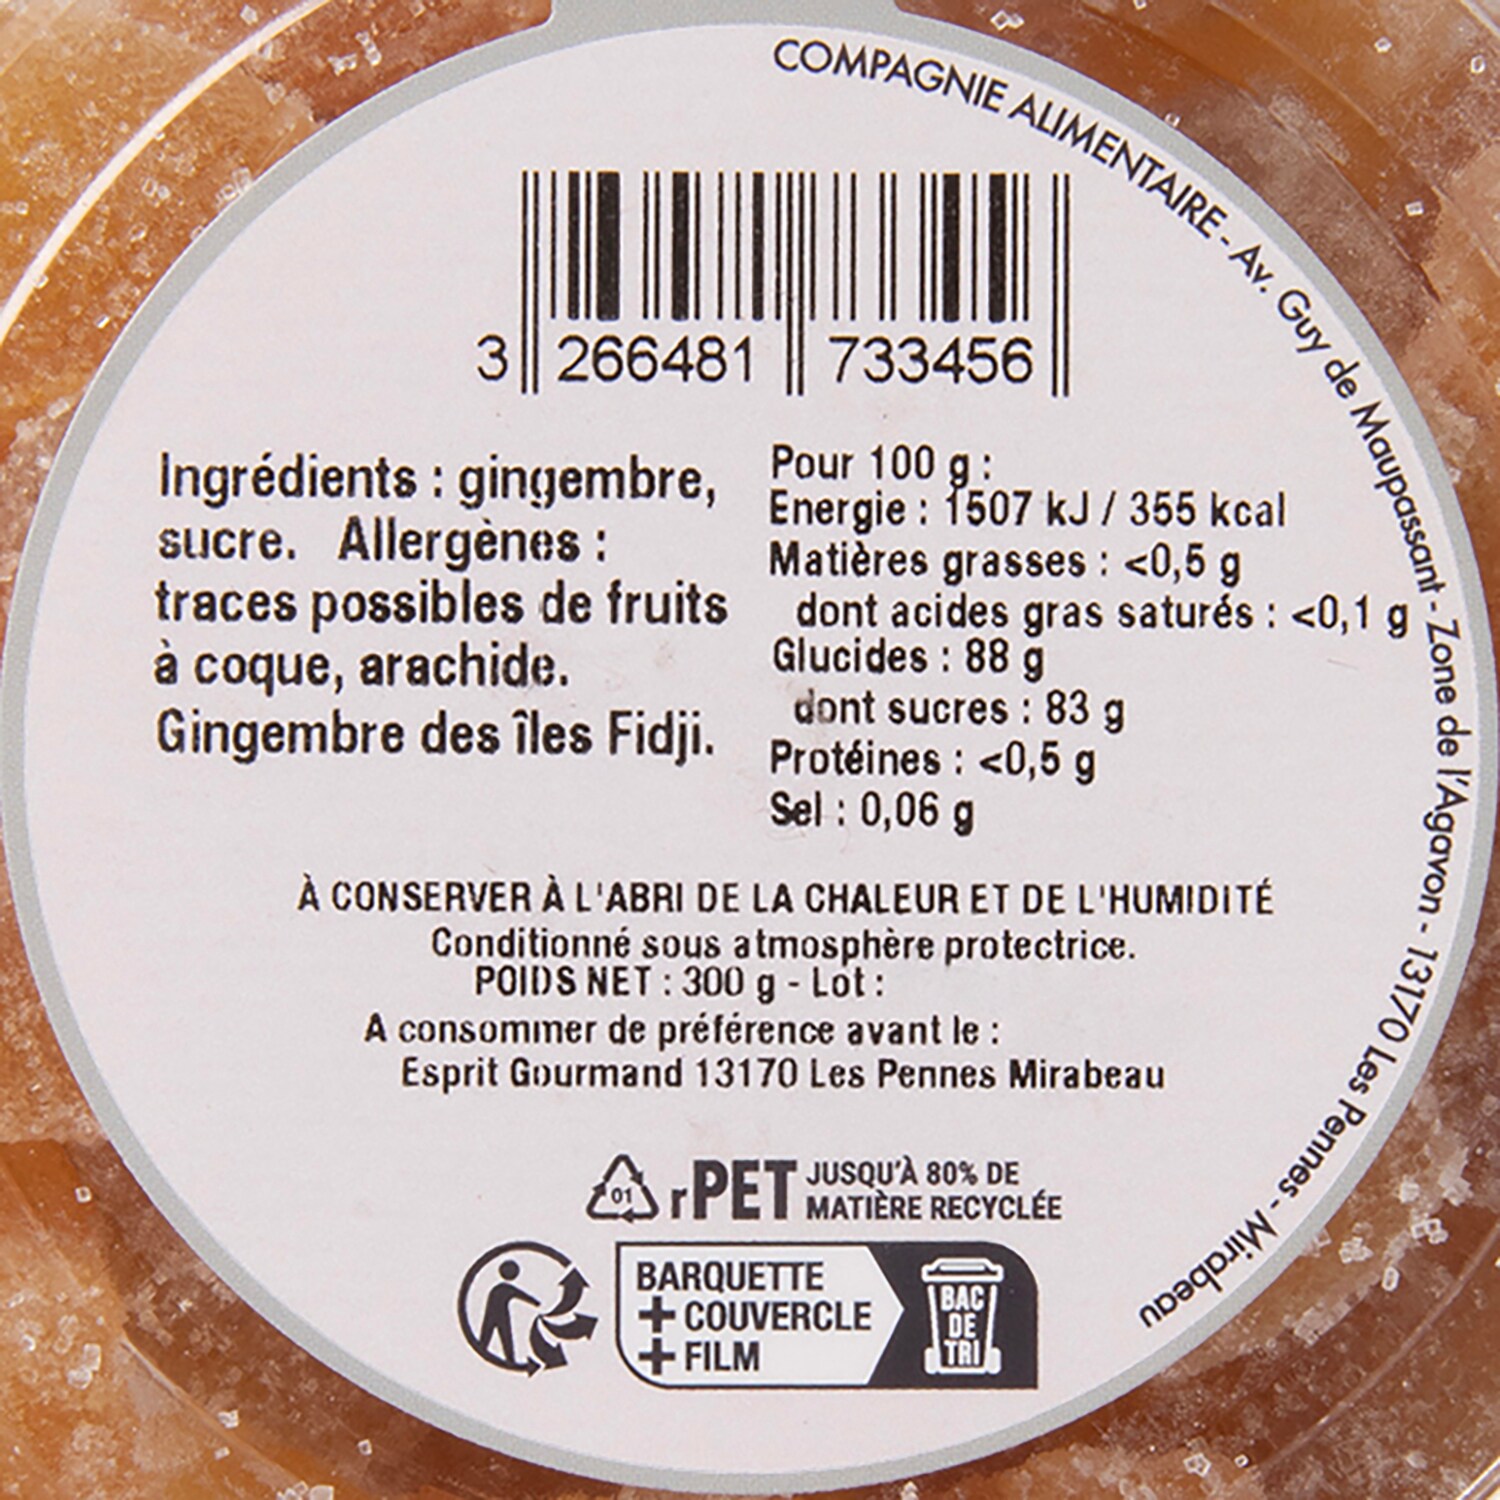 COMPAGNIE ALIMENTAIRE - Av. Guy de Maupassant - Zone de l'Agavon - 13170 Les Pennes - Mirabeau
3 266481 733456
Ingrédients : gingembre,
sucre. Allergènes :
traces possibles de fruits
à coque, arachide.
Gingembre des îles Fidji.
Pour 100 g :
Energie : 1507 kJ / 355 kcal
Matières grasses : <0,5 g
dont acides gras saturés : <0,1 g
Glucides : 88 g
dont sucres : 83 g
Protéines : <0,5 g
Sel : 0,06 g
À CONSERVER À L'ABRI DE LA CHALEUR ET DE L'HUMIDITÉ
Conditionné sous atmosphère protectrice.
POIDS NET : 300 g - Lot :
A consommer de préférence avant le :
Esprit Gourmand 13170 Les Pennes Mirabeau
01 rPET JUSQU'À 80% DE
MATIÈRE RECYCLÉE
BARQUETTE
+ COUVERCLE
+ FILM
BAC
DE
TRI